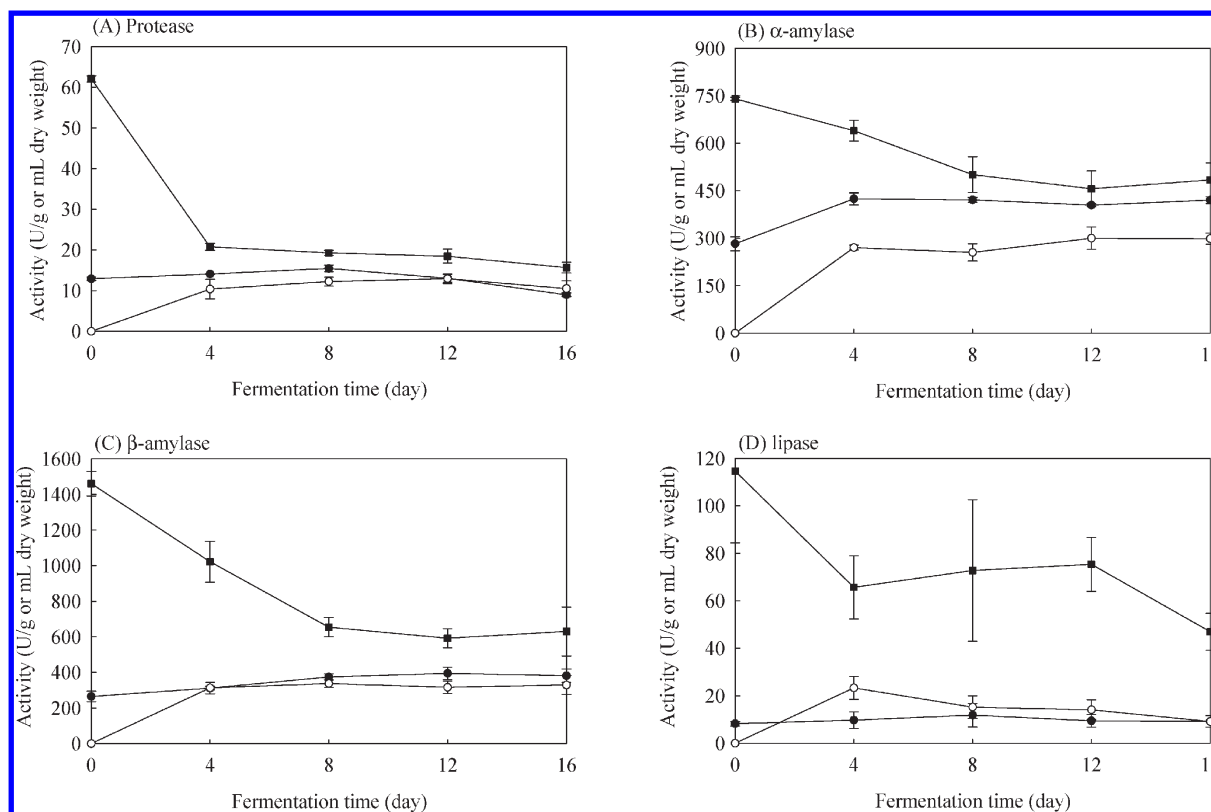 (A) Protease
70
60
50
40
30
20
10
0
Activity (U/g or mL dry weight)
0 4 8 12 16
Fermentation time (day)
(B) α-amylase
900
750
600
450
300
150
0
Activity (U/g or mL dry weight)
0 4 8 12 1
Fermentation time (day)
(C) β-amylase
1600
1400
1200
1000
800
600
400
200
0
Activity (U/g or mL dry weight)
0 4 8 12 16
Fermentation time (day)
(D) lipase
120
100
80
60
40
20
0
Activity (U/g or mL dry weight)
0 4 8 12 1
Fermentation time (day)